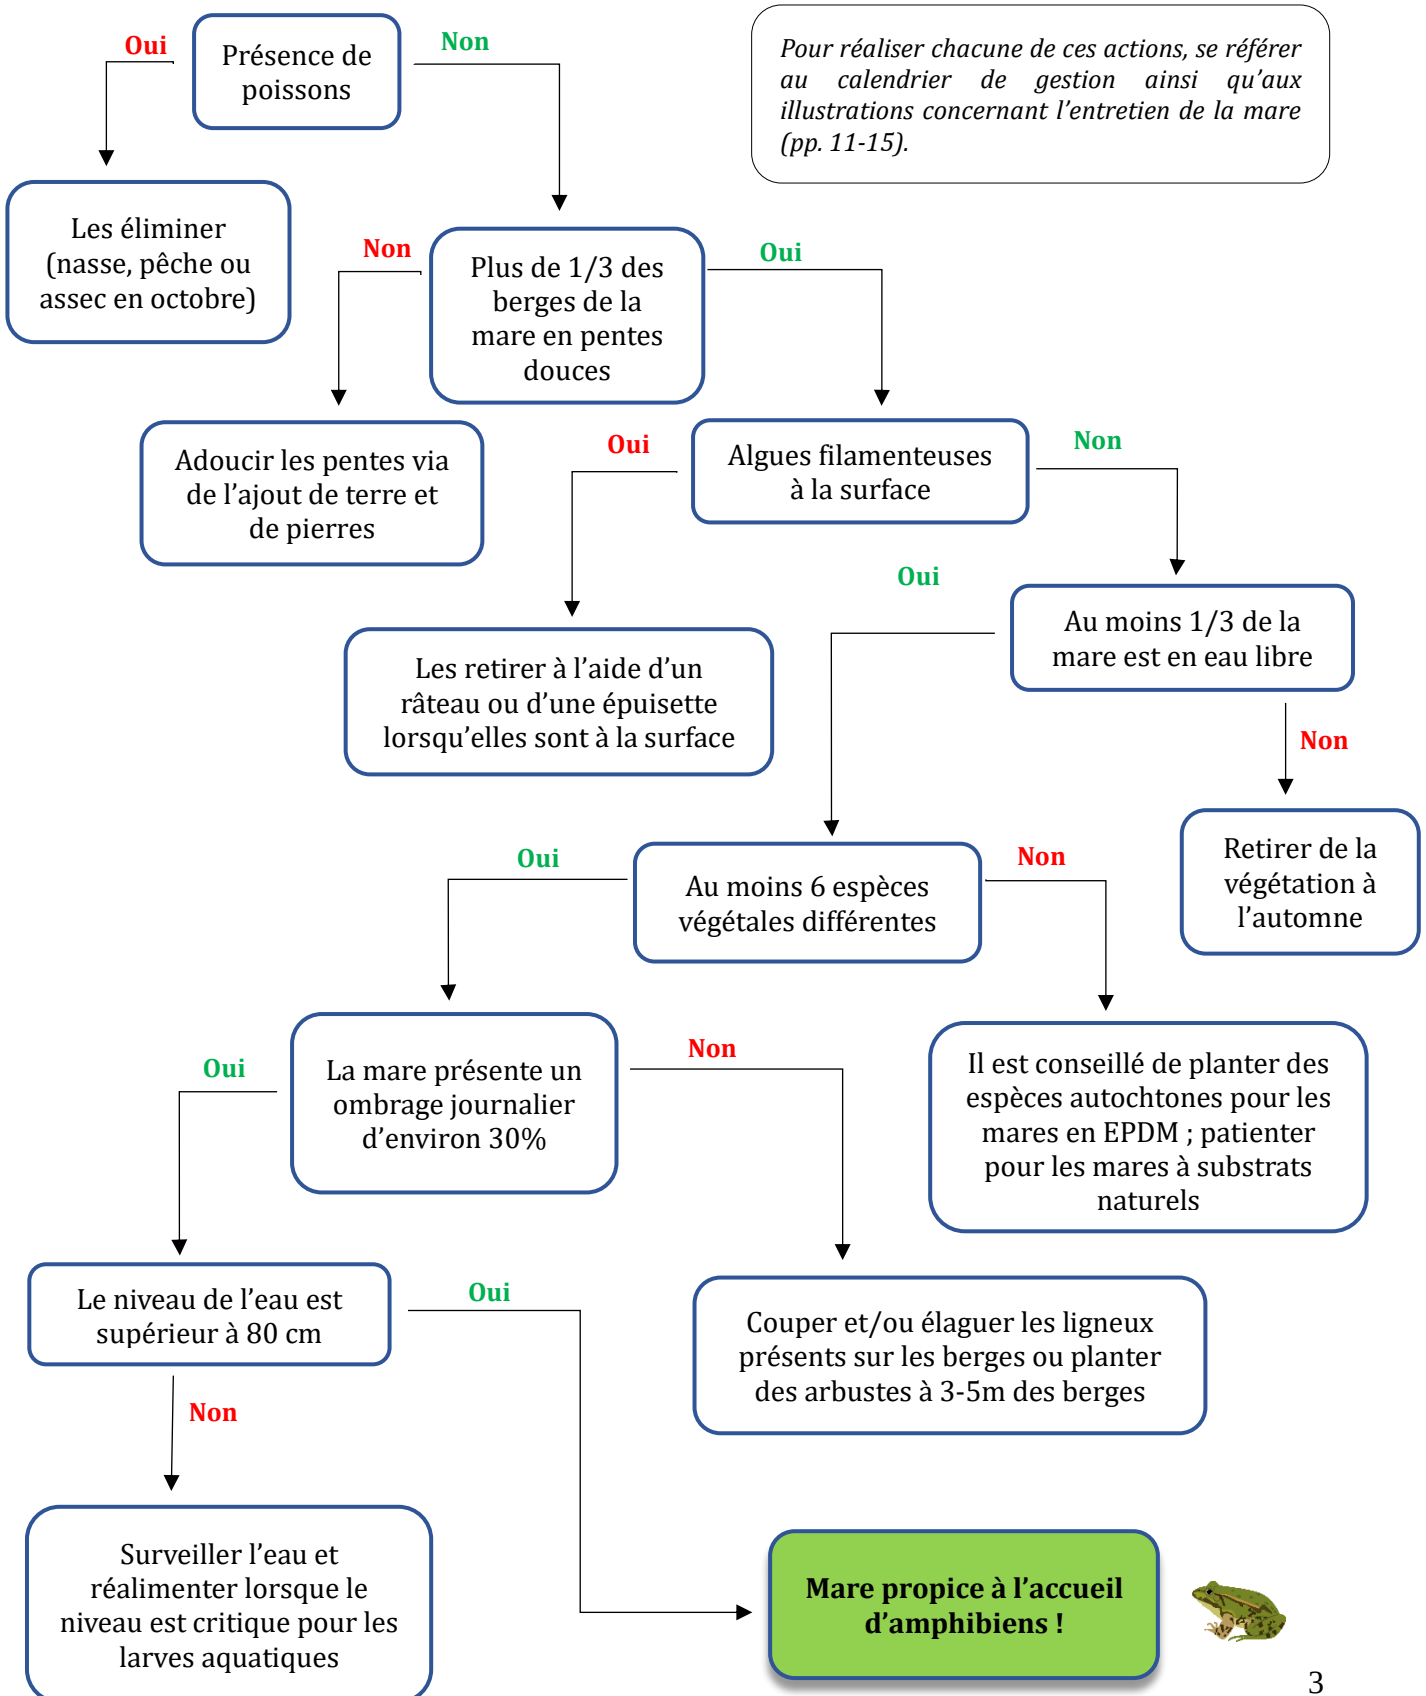 Oui
Présence de
poissons
Non
Pour réaliser chacune de ces actions, se référer
au calendrier de gestion ainsi qu’aux
illustrations concernant l’entretien de la mare
(pp. 11-15).
Les éliminer
(nasse, pêche ou
assec en octobre)
Non
Plus de 1/3 des
berges de la
mare en pentes
douces
Oui
Adoucir les pentes via
de l’ajout de terre et
de pierres
Oui
Algues filamenteuses
à la surface
Non
Les retirer à l’aide d’un
râteau ou d’une épuisette
lorsqu’elles sont à la surface
Oui
Au moins 1/3 de la
mare est en eau libre
Non
Retirer de la
végétation à
l’automne
Oui
Au moins 6 espèces
végétales différentes
Non
Il est conseillé de planter des
espèces autochtones pour les
mares en EPDM ; patienter
pour les mares à substrats
naturels
Oui
La mare présente un
ombrage journalier
d’environ 30%
Non
Couper et/ou élaguer les ligneux
présents sur les berges ou planter
des arbustes à 3-5m des berges
Le niveau de l’eau est
supérieur à 80 cm
Oui
Non
Surveiller l’eau et
réalimenter lorsque le
niveau est critique pour les
larves aquatiques
Mare propice à l’accueil
d’amphibiens !
3